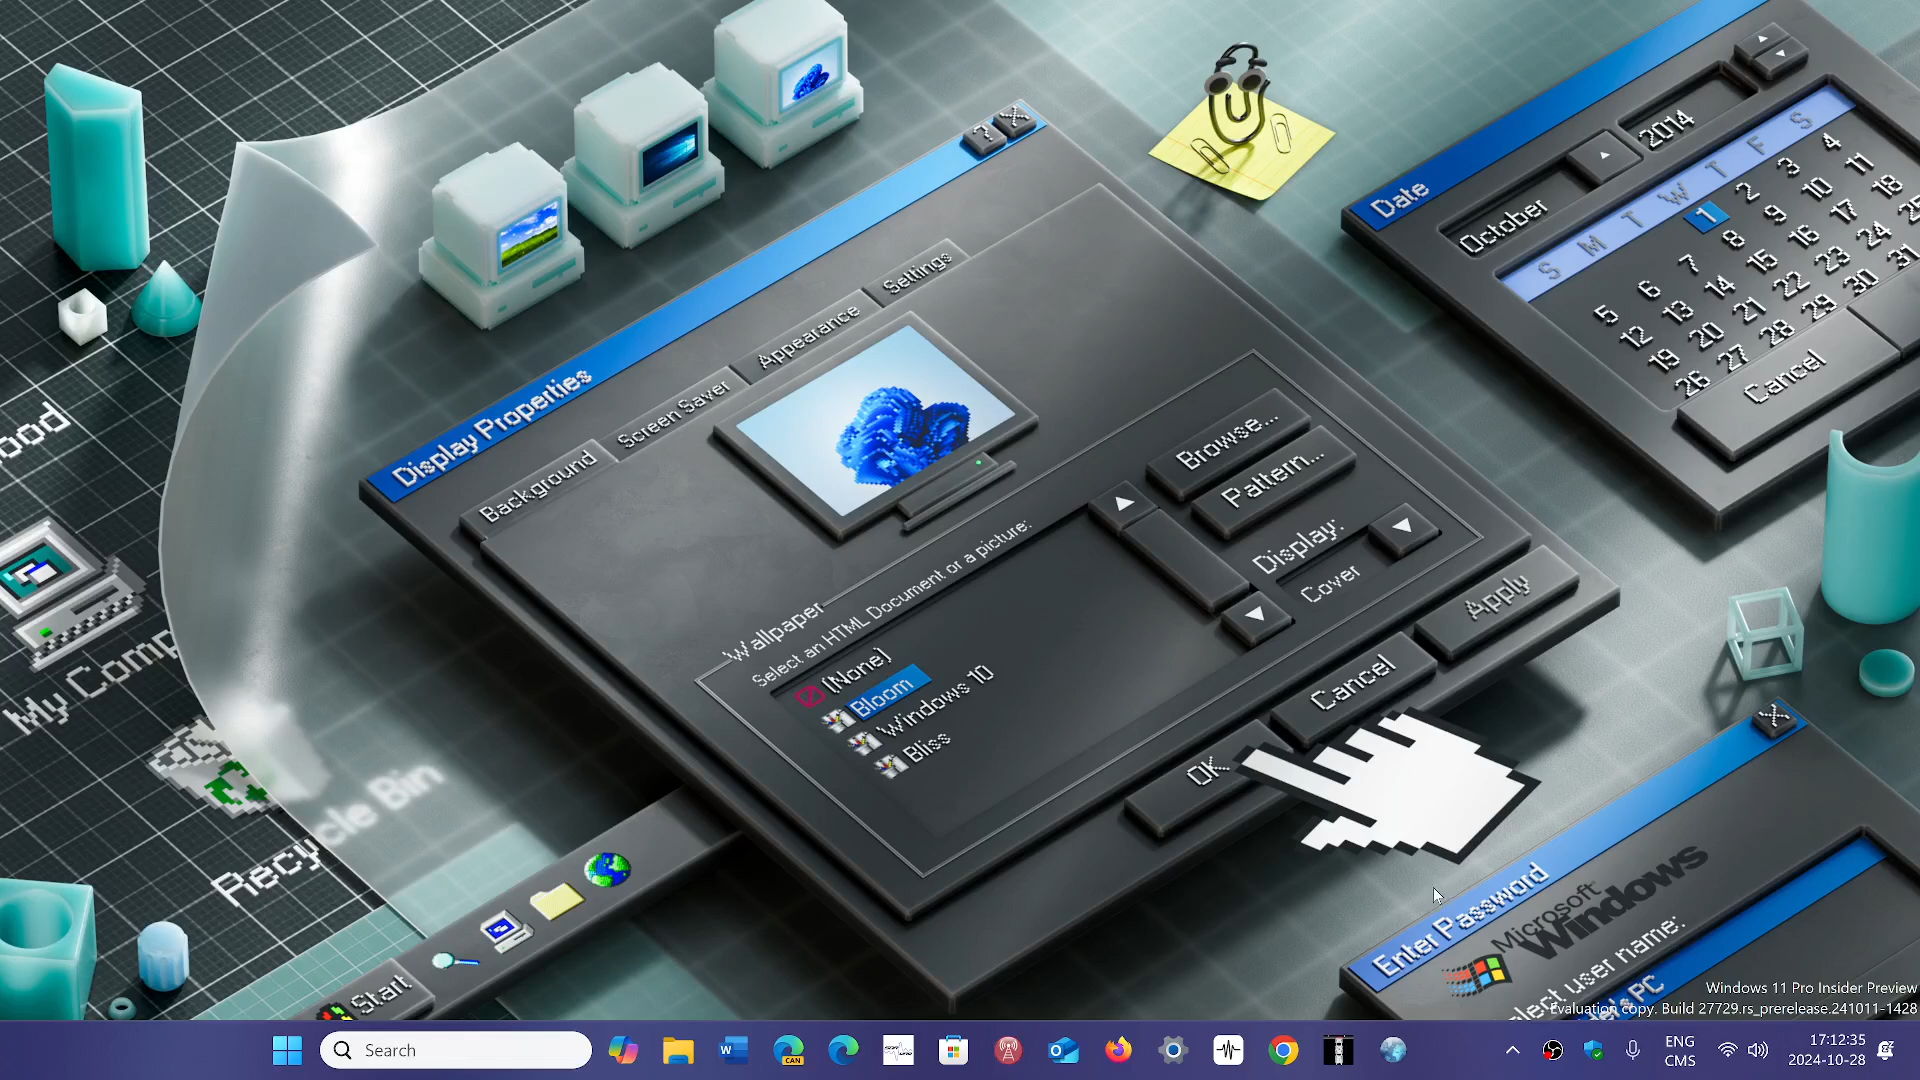 Display Properties
?
X
Background
Screen Saver
Appearance
Settings
Wallpaper
Select an HTML Document or a picture:
(None)
Bloom
Windows 10
Bliss
Browse...
Pattern...
Display:
Cover
OK
Cancel
Apply
Date
October
2014
S M T W T F S
1 2 3 4
5 6 7 8 9 10 11
12 13 14 15 16 17 18
19 20 21 22 23 24 25
26 27 28 29 30 31
Cancel
ood
My Comp
Recycle Bin
Start
Enter Password
X
Microsoft
Windows
elect user name:
's PC
Windows 11 Pro Insider Preview
Evaluation copy. Build 27729.rs_prerelease.241011-1428
Search
W
CAN
ENG
CMS
17:12:35
2024-10-28